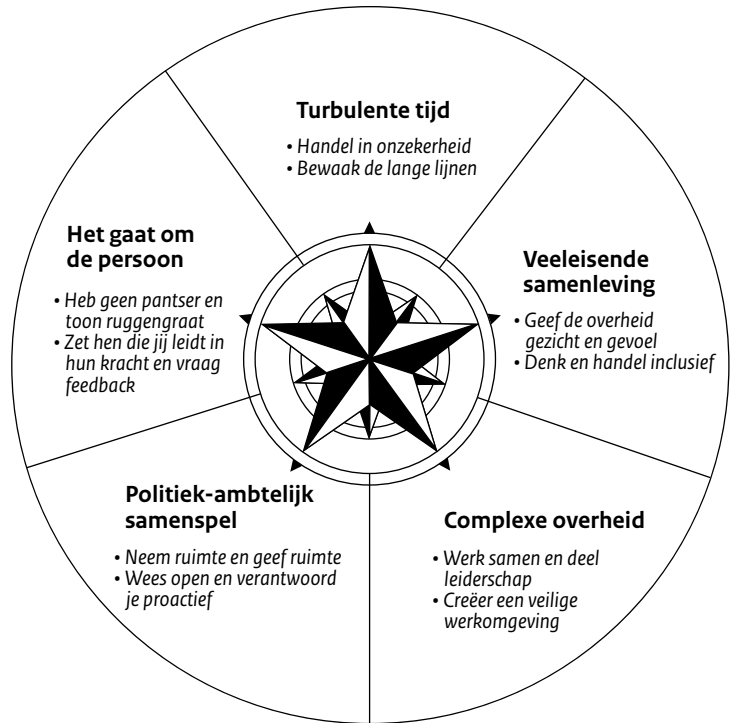 Turbulente tijd
• Handel in onzekerheid
• Bewaak de lange lijnen
Veeleisende
samenleving
• Geef de overheid
gezicht en gevoel
• Denk en handel inclusief
Complexe overheid
• Werk samen en deel
leiderschap
• Creëer een veilige
werkomgeving
Politiek-ambtelijk
samenspel
• Neem ruimte en geef ruimte
• Wees open en verantwoord
je proactief
Het gaat om
de persoon
• Heb geen pantser en
toon ruggengraat
• Zet hen die jij leidt in
hun kracht en vraag
feedback